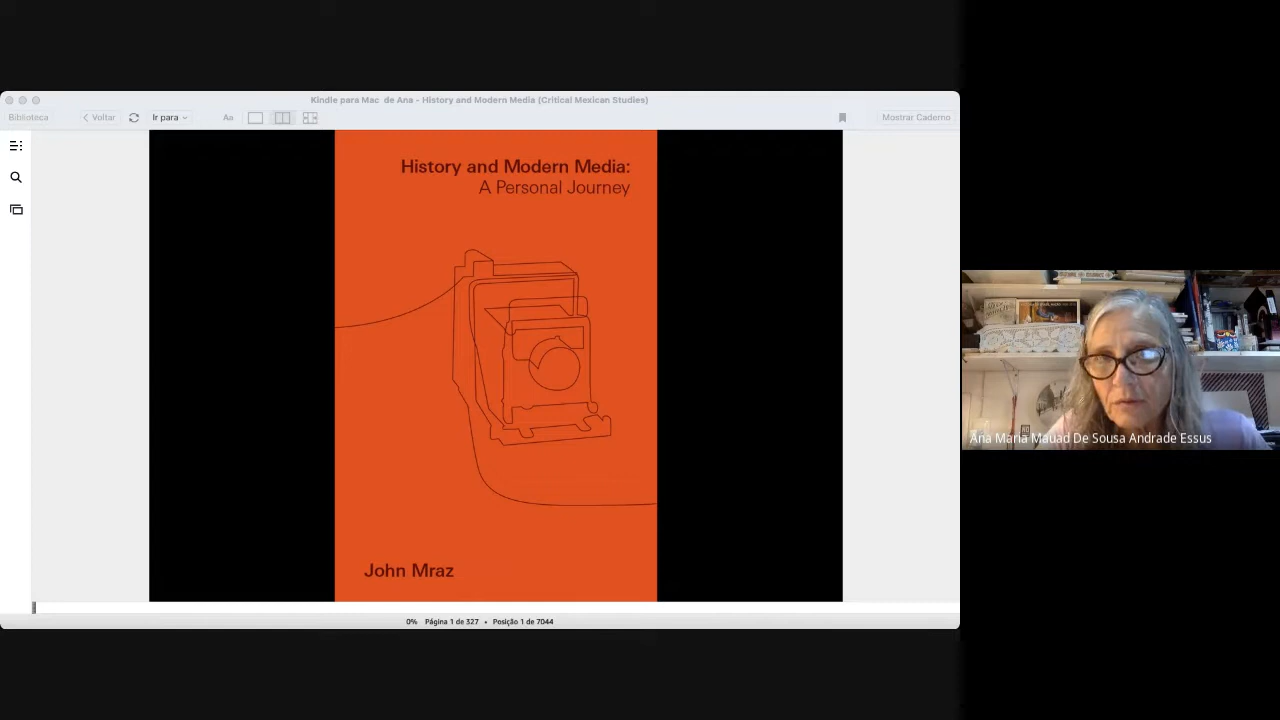 Kindle para Mac de Ana - History and Modern Media (Critical Mexican Studies)
Biblioteca
Voltar
Ir para
Aa
Mostrar Caderno
History and Modern Media:
A Personal Journey
John Mraz
0% Página 1 de 327 • Posição 1 de 7044
Ana Maria Mauad De Sousa Andrade Essus